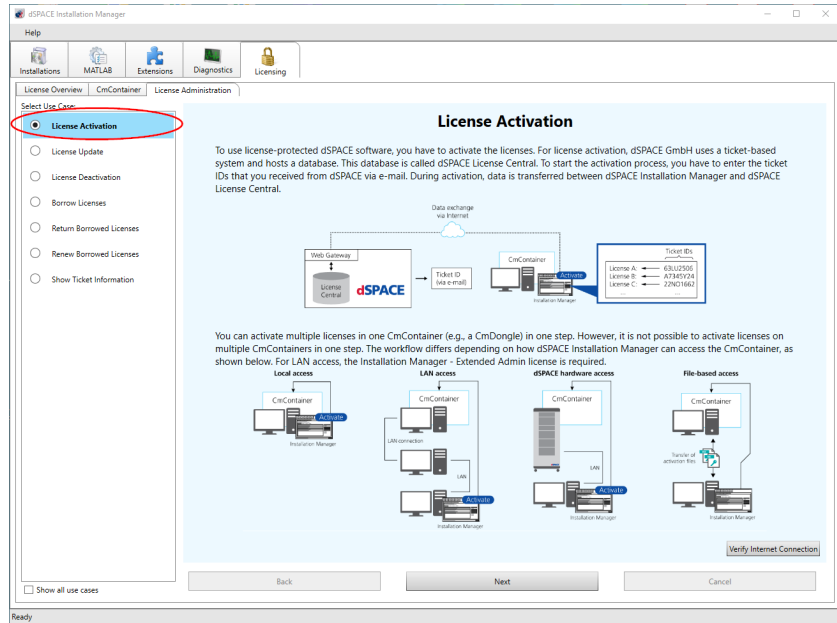 dSPACE Installation Manager
Help
Installations
MATLAB
Extensions
Diagnostics
Licensing
License Overview
CmContainer
License Administration
Select Use Case:
License Activation
License Update
License Deactivation
Borrow Licenses
Return Borrowed Licenses
Renew Borrowed Licenses
Show Ticket Information
Show all use cases
License Activation
To use license-protected dSPACE software, you have to activate the licenses. For license activation, dSPACE GmbH uses a ticket-based
system and hosts a database. This database is called dSPACE License Central. To start the activation process, you have to enter the ticket
IDs that you received from dSPACE via e-mail. During activation, data is transferred between dSPACE Installation Manager and dSPACE
License Central.
Data exchange
via Internet
Web Gateway
License
Central
dSPACE
Ticket ID
(via e-mail)
CmContainer
Activate
Installation Manager
Ticket IDs
License A: 63LU2506
License B: A7345Y24
License C: 22NO1662
... ...
You can activate multiple licenses in one CmContainer (e.g., a CmDongle) in one step. However, it is not possible to activate licenses on
multiple CmContainers in one step. The workflow differs depending on how dSPACE Installation Manager can access the CmContainer, as
shown below. For LAN access, the Installation Manager - Extended Admin license is required.
Local access
CmContainer
Activate
Installation Manager
LAN access
CmContainer
LAN connection
LAN
Activate
Installation Manager
dSPACE hardware access
CmContainer
LAN
Activate
Installation Manager
File-based access
CmContainer
Transfer of
activation files
Installation Manager
Verify Internet Connection
Back
Next
Cancel
Ready